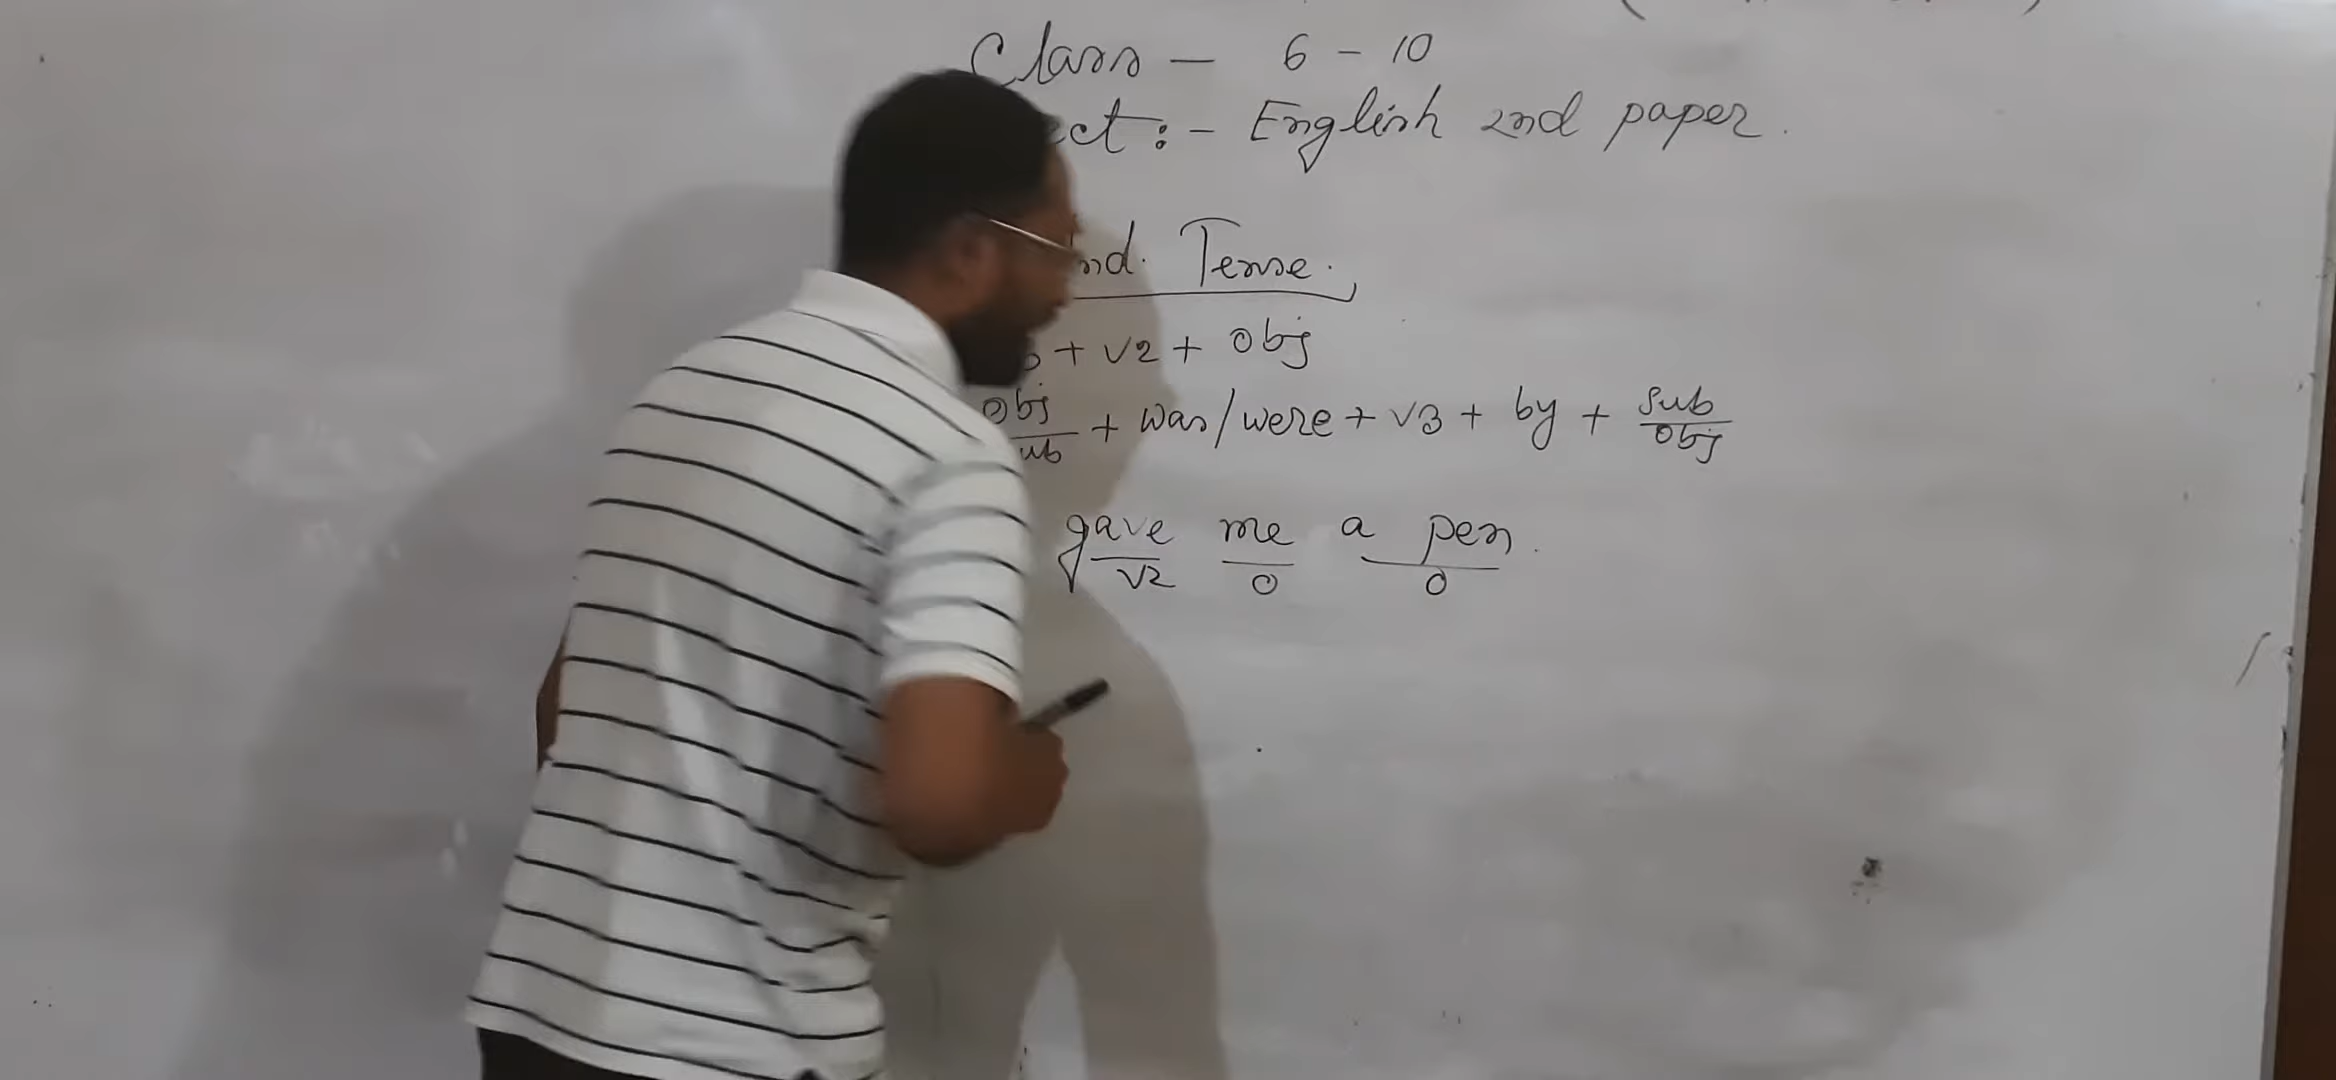 Class - 6 - 10
ect :- English 2nd paper.
nd. Tense.
+ V2 + Obj
Obj/ub + was/were + V3 + by + Sub/Obj
gave me a pen.
V2 O O